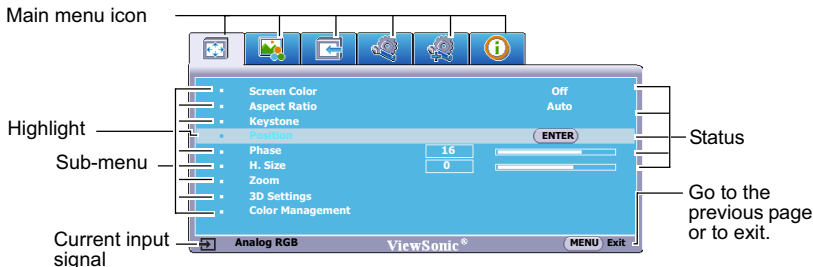 Main menu icon
Screen Color Off
Aspect Ratio Auto
Keystone
Highlight
Position ENTER
Status
Phase 16
Sub-menu
H. Size 0
Zoom
3D Settings
Color Management
Go to the
previous page
or to exit.
Current input
signal
Analog RGB ViewSonic® MENU Exit